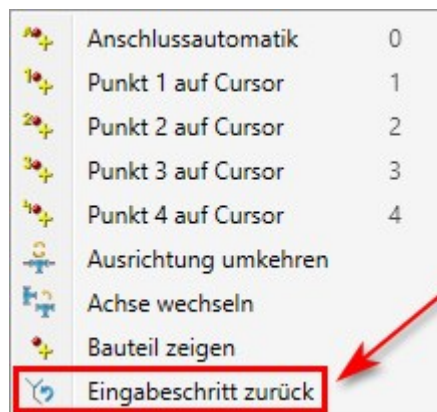 Anschlussautomatik 0
Punkt 1 auf Cursor 1
Punkt 2 auf Cursor 2
Punkt 3 auf Cursor 3
Punkt 4 auf Cursor 4
Ausrichtung umkehren
Achse wechseln
Bauteil zeigen
Eingabeschritt zurück